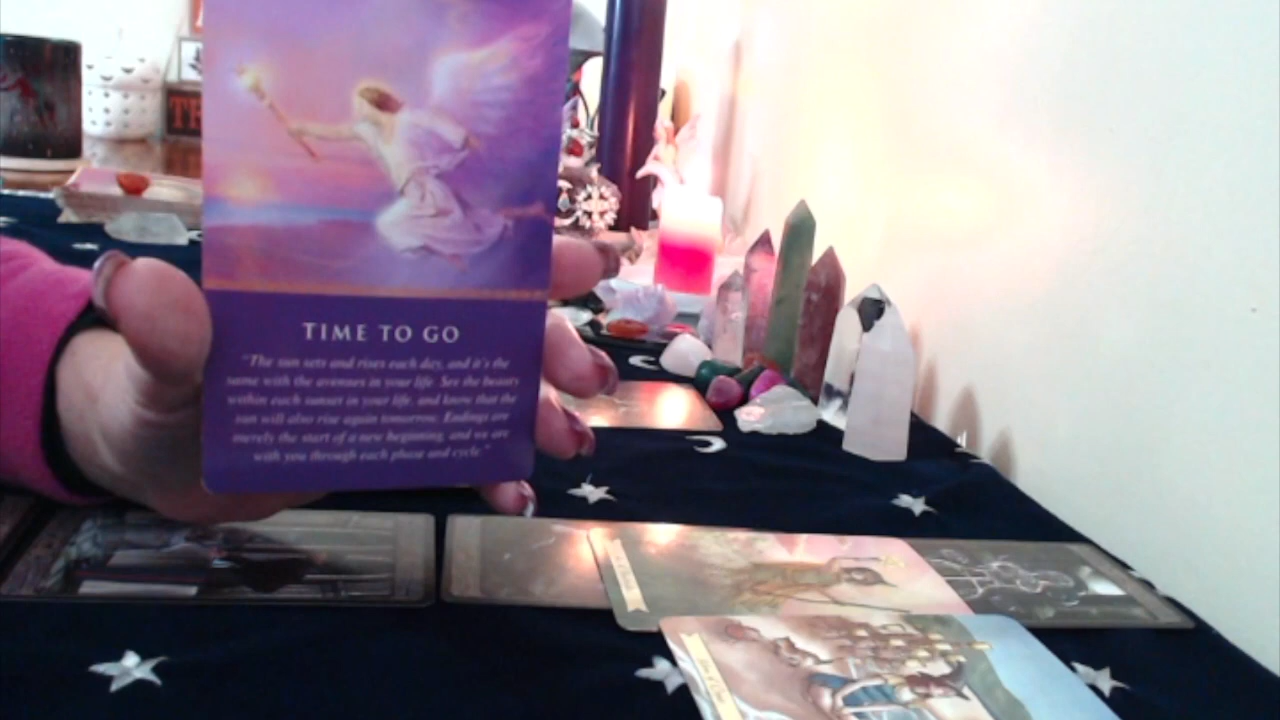 TR
TIME TO GO
"The sun sets and rises each day, and it's the
same with the avenues in your life. See the beauty
within each sunset in your life, and know that the
sun will also rise again tomorrow. Endings are
merely the start of a new beginning, and we are
with you through each phase and cycle."